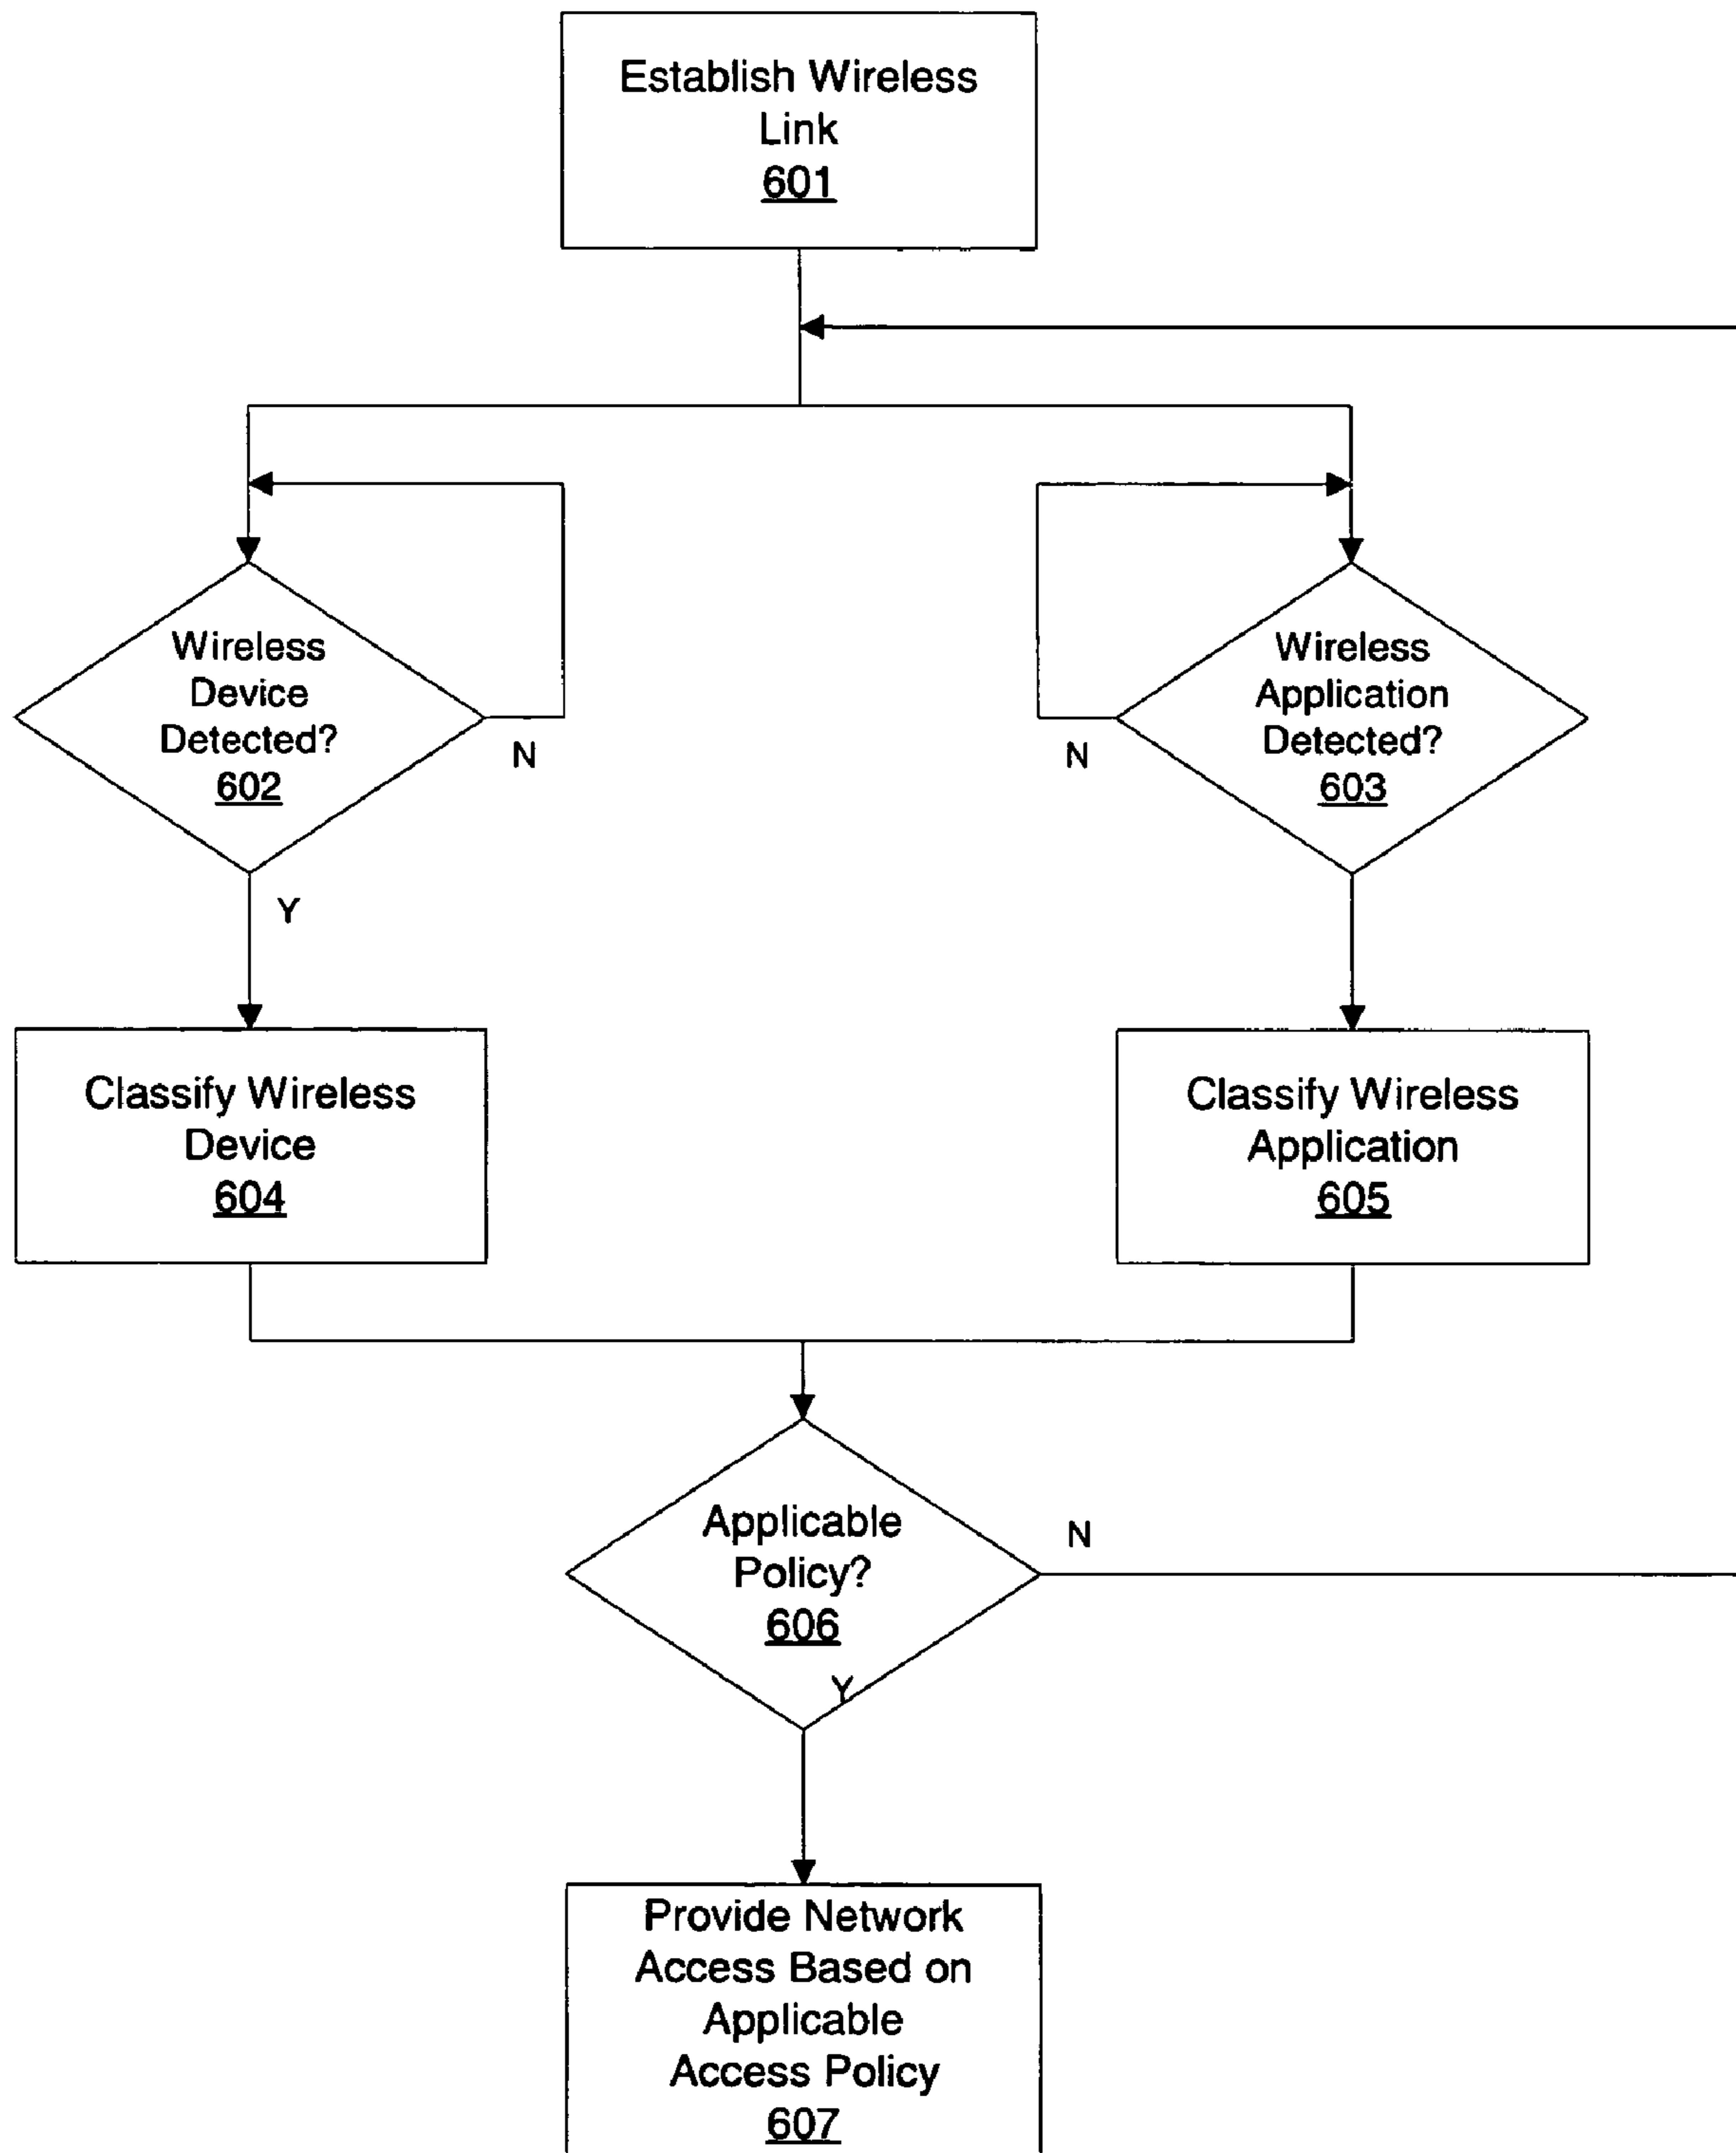 Establish Wireless
Link
601
Wireless
Device
Detected?
602
N
Y
Wireless
Application
Detected?
603
N
Classify Wireless
Device
604
Classify Wireless
Application
605
Applicable
Policy?
606
N
Y
Provide Network
Access Based on
Applicable
Access Policy
607